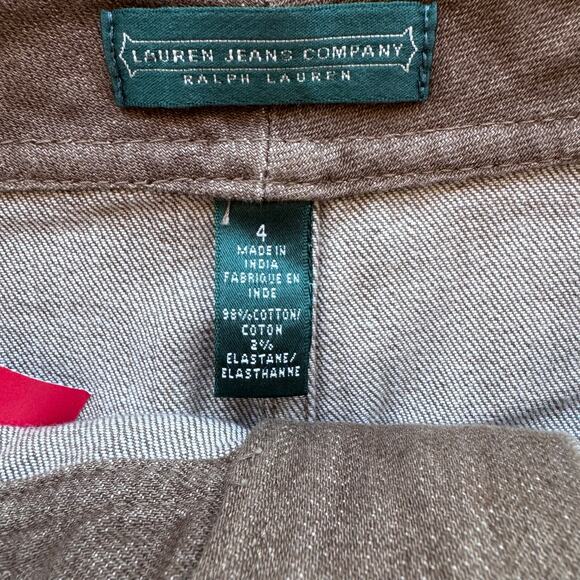 LAUREN JEANS COMPANY
RALPH LAUREN
4
MADE IN
INDIA
FABRIQUE EN
INDE
98% COTTON/
COTON
2%
ELASTANE/
ELASTHANNE